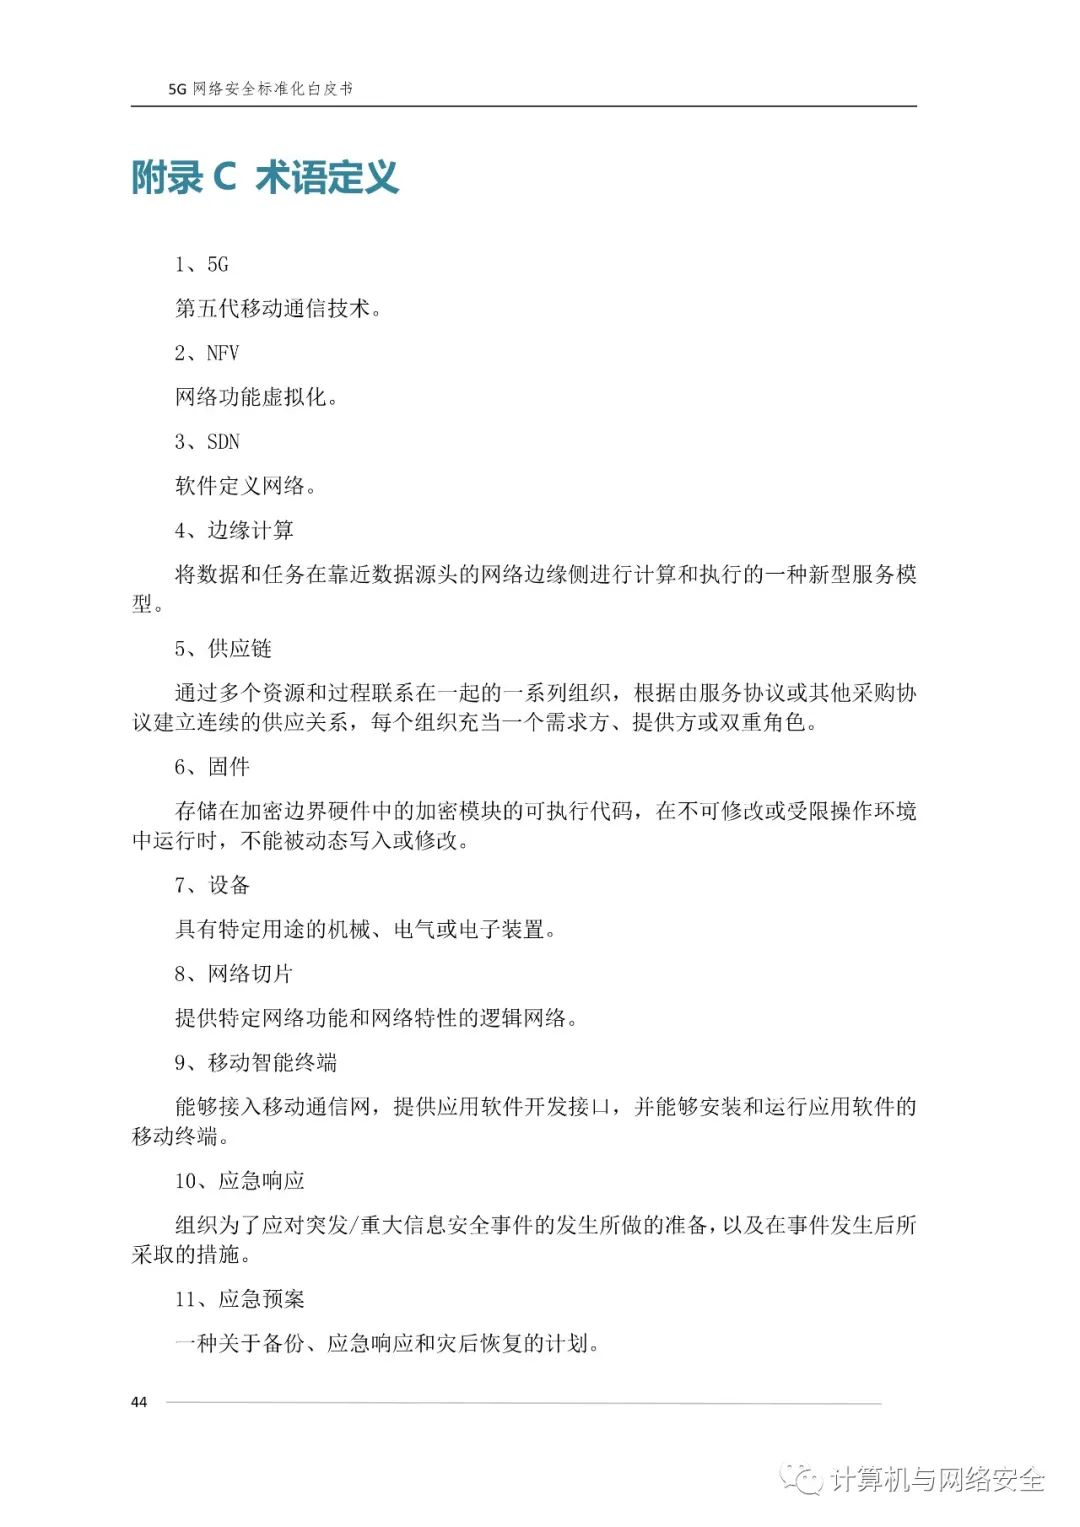 5G 网络安全标准化白皮书
附录 C 术语定义
1、5G
第五代移动通信技术。
2、NFV
网络功能虚拟化。
3、SDN
软件定义网络。
4、边缘计算
将数据和任务在靠近数据源头的网络边缘侧进行计算和执行的一种新型服务模
型。
5、供应链
通过多个资源和过程联系在一起的一系列组织，根据由服务协议或其他采购协
议建立连续的供应关系，每个组织充当一个需求方、提供方或双重角色。
6、固件
存储在加密边界硬件中的加密模块的可执行代码，在不可修改或受限操作环境
中运行时，不能被动态写入或修改。
7、设备
具有特定用途的机械、电气或电子装置。
8、网络切片
提供特定网络功能和网络特性的逻辑网络。
9、移动智能终端
能够接入移动通信网，提供应用软件开发接口，并能够安装和运行应用软件的
移动终端。
10、应急响应
组织为了应对突发/重大信息安全事件的发生所做的准备，以及在事件发生后所
采取的措施。
11、应急预案
一种关于备份、应急响应和灾后恢复的计划。
44
计算机与网络安全